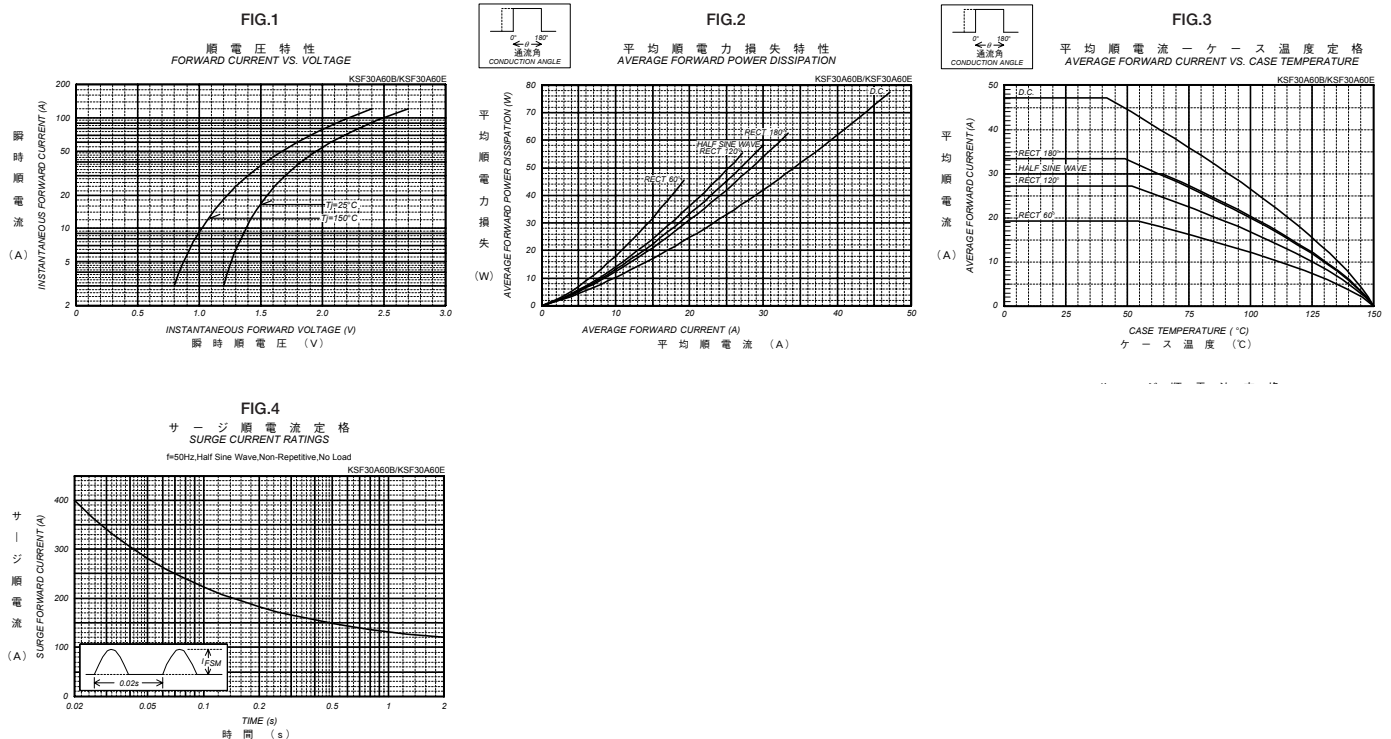 FIG.1
順電圧特性
FORWARD CURRENT VS. VOLTAGE
KSF30A60B/KSF30A60E
瞬時順電流 (A)
INSTANTANEOUS FORWARD CURRENT (A)
200
100
50
20
10
5
2
Tj=25°C
Tj=150°C
0 0.5 1.0 1.5 2.0 2.5 3.0
INSTANTANEOUS FORWARD VOLTAGE (V)
瞬時順電圧 (V)
0° 180°
θ
通流角
CONDUCTION ANGLE
FIG.2
平均順電力損失特性
AVERAGE FORWARD POWER DISSIPATION
KSF30A60B/KSF30A60E
平均順電力損失 (W)
AVERAGE FORWARD POWER DISSIPATION (W)
80
70
60
50
40
30
20
10
0
D.C.
RECT 180°
HALF SINE WAVE
RECT 120°
RECT 60°
0 10 20 30 40 50
AVERAGE FORWARD CURRENT (A)
平均順電流 (A)
0° 180°
θ
通流角
CONDUCTION ANGLE
FIG.3
平均順電流ーケース温度定格
AVERAGE FORWARD CURRENT VS. CASE TEMPERATURE
KSF30A60B/KSF30A60E
平均順電流 (A)
AVERAGE FORWARD CURRENT (A)
50
40
30
20
10
0
D.C.
RECT 180°
HALF SINE WAVE
RECT 120°
RECT 60°
0 25 50 75 100 125 150
CASE TEMPERATURE (°C)
ケース温度 (℃)
FIG.4
サージ順電流定格
SURGE CURRENT RATINGS
f=50Hz,Half Sine Wave,Non-Repetitive,No Load
KSF30A60B/KSF30A60E
サージ順電流 (A)
SURGE FORWARD CURRENT (A)
400
300
200
100
0
IFSM
0.02s
0.02 0.05 0.1 0.2 0.5 1 2
TIME (s)
時間 (s)